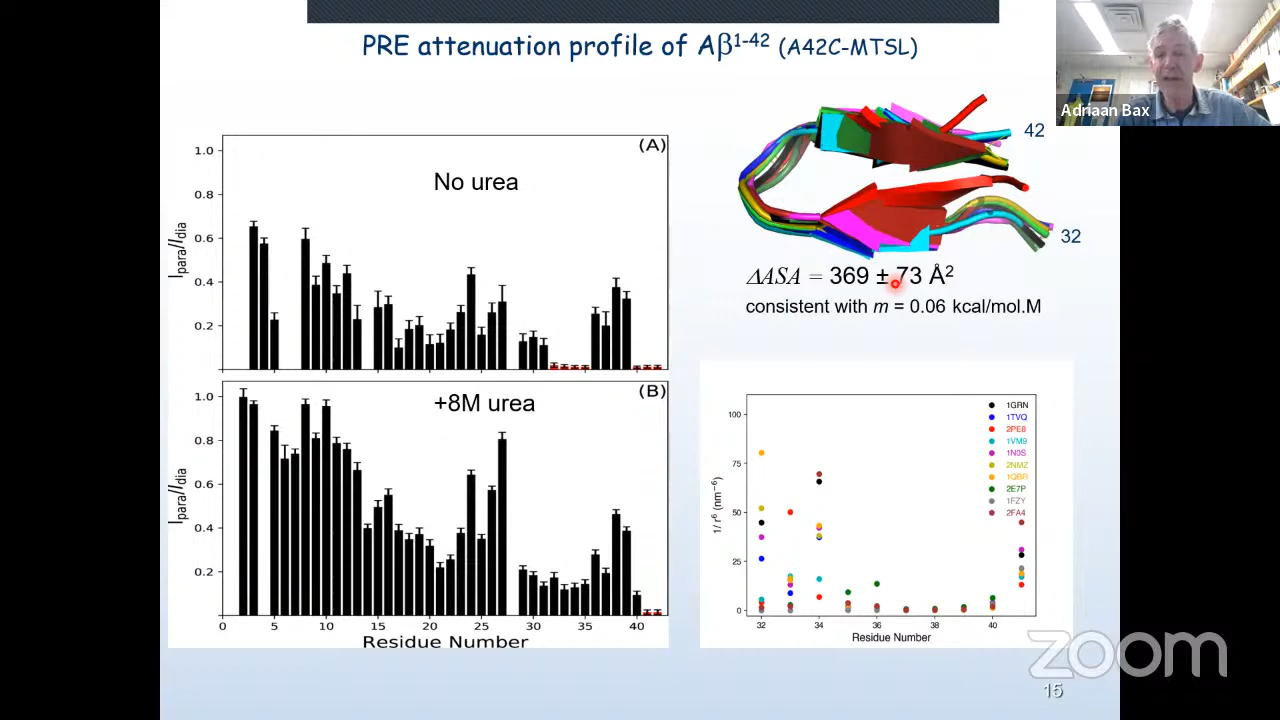 PRE attenuation profile of Aβ1-42 (A42C-MTSL)
Adriaan Bax
(A)
No urea
1.0
0.8
0.6
0.4
0.2
Ipara/Idia
(B)
+8M urea
1.0
0.8
0.6
0.4
0.2
Ipara/Idia
0 5 10 15 20 25 30 35 40
Residue Number
42
32
ΔASA = 369 ± 73 Å2
consistent with m = 0.06 kcal/mol.M
100
75
50
25
0
1/ r6 (nm−6)
1GRN
1TVQ
2PE8
1VM9
1N0S
2NMZ
1QBR
2E7P
1FZY
2FA4
32 34 36 38 40
Residue Number
zoom
15